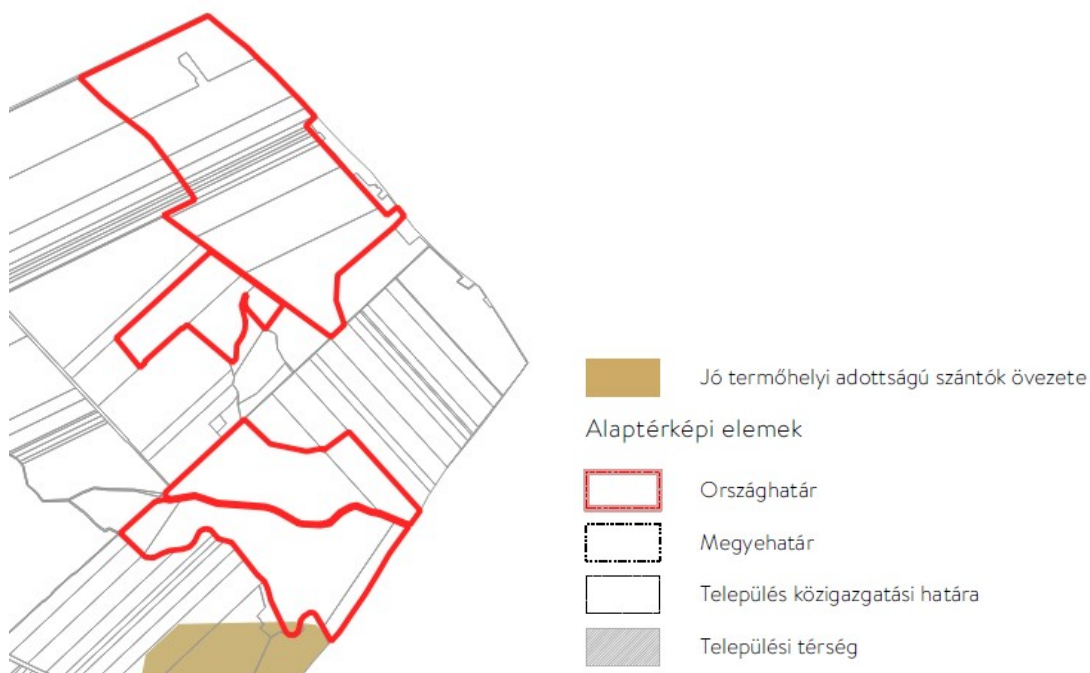 Jó termőhelyi adottságú szántók övezete
Alaptérképi elemek
Országhatár
Megyehatár
Település közigazgatási határa
Települési térség